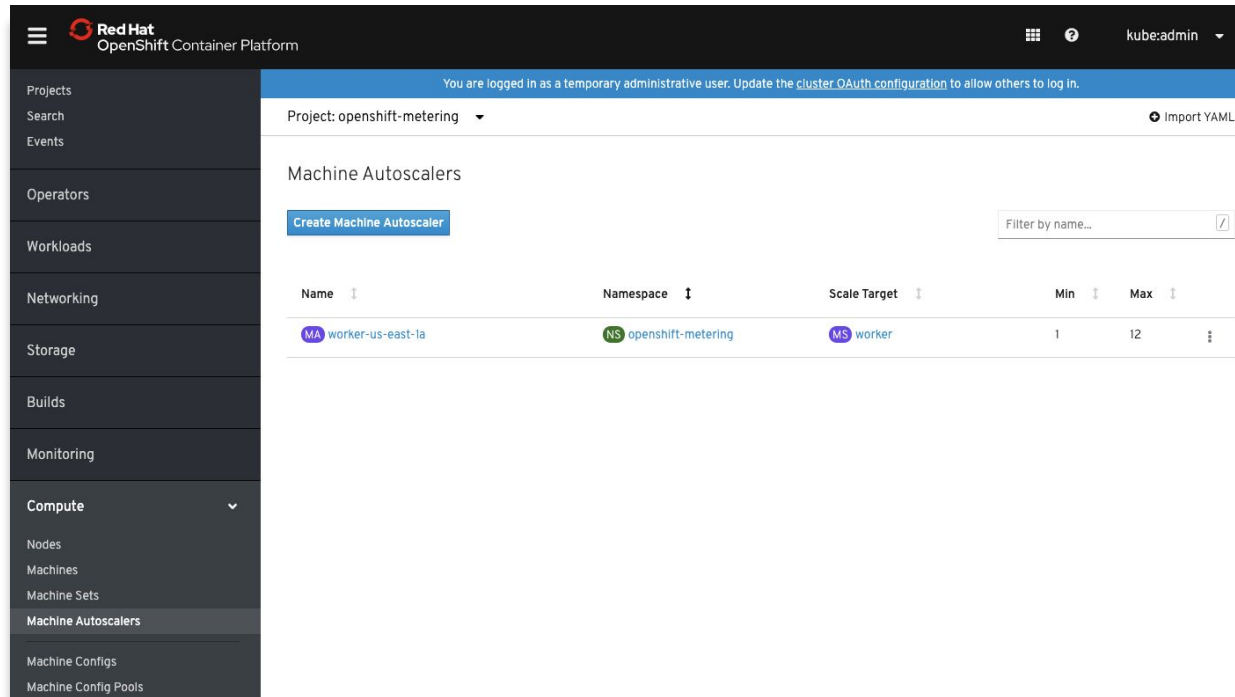 Red Hat
OpenShift Container Platform
kube:admin
Projects
Search
Events
Operators
Workloads
Networking
Storage
Builds
Monitoring
Compute
Nodes
Machines
Machine Sets
Machine Autoscalers
Machine Configs
Machine Config Pools
You are logged in as a temporary administrative user. Update the cluster OAuth configuration to allow others to log in.
Project: openshift-metering
Import YAML
Machine Autoscalers
Create Machine Autoscaler
Filter by name...
/
Name Namespace Scale Target Min Max
MA worker-us-east-1a NS openshift-metering MS worker 1 12